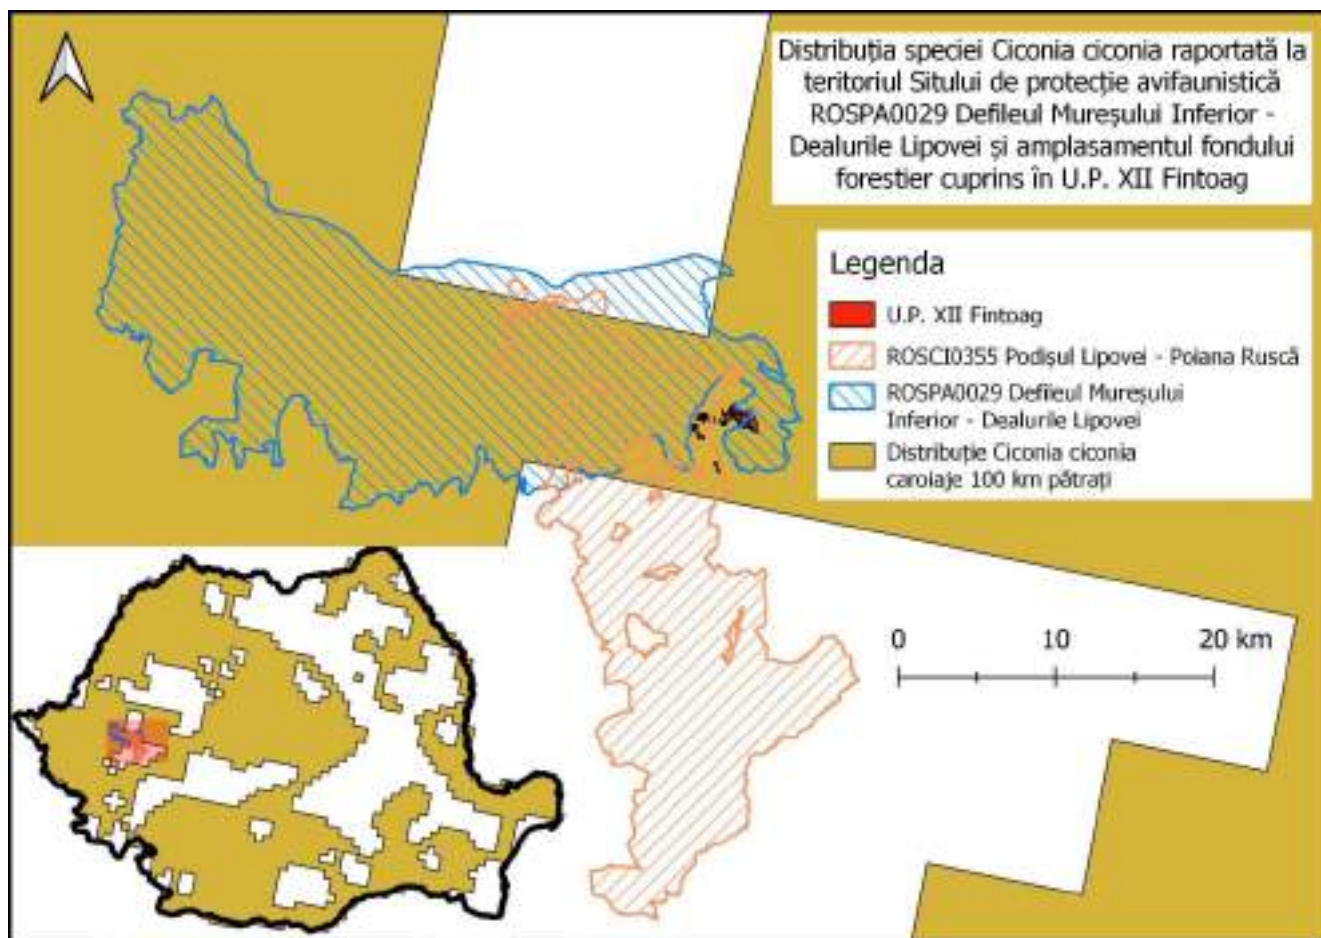 Distribuția speciei Ciconia ciconia raportată la
teritoriul Sitului de protecție avifaunistică
ROSPA0029 Defileul Mureșului Inferior -
Dealurile Lipovei și amplasamentul fondului
forestier cuprins în U.P. XII Fintoag
Legenda
U.P. XII Fintoag
ROSCI0355 Podișul Lipovei - Poiana Ruscă
ROSPA0029 Defileul Mureșului
Inferior - Dealurile Lipovei
Distribuție Ciconia ciconia
caroiaje 100 km pătrați
0 10 20 km